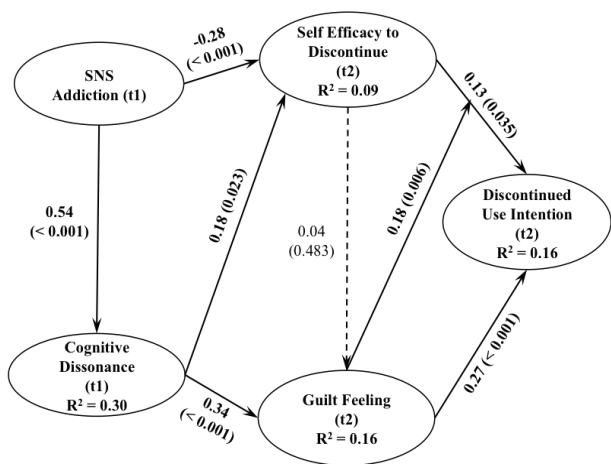 -0.28
(< 0.001)
SNS
Addiction (t1)
Self Efficacy to
Discontinue
(t2)
R² = 0.09
0.13 (0.035)
0.54
(< 0.001)
0.18 (0.023)
0.04
(0.483)
0.18 (0.006)
Discontinued
Use Intention
(t2)
R² = 0.16
Cognitive
Dissonance
(t1)
R² = 0.30
0.34
(< 0.001)
Guilt Feeling
(t2)
R² = 0.16
0.27 (< 0.001)